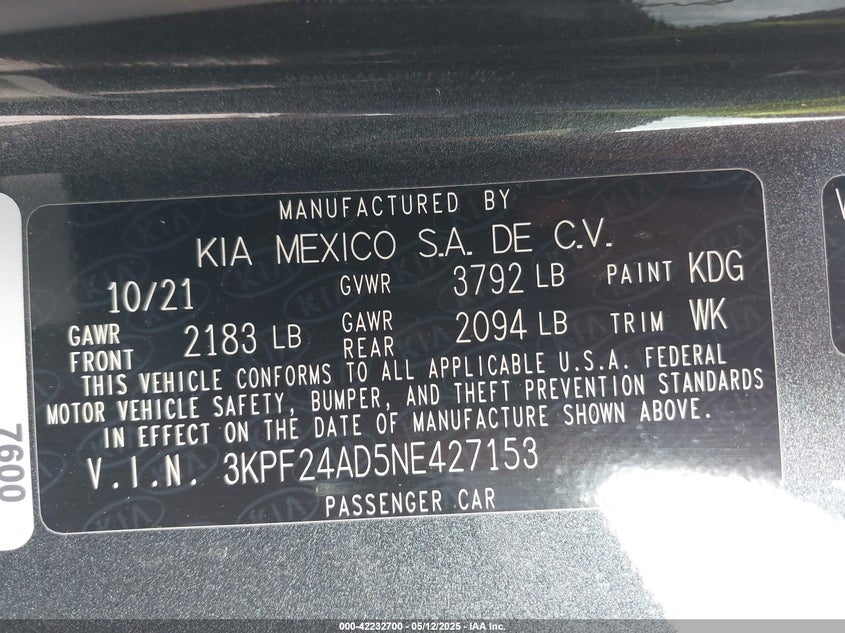 MANUFACTURED BY
KIA MEXICO S.A. DE C.V.
10/21 GVWR 3792 LB PAINT KDG
GAWR FRONT 2183 LB GAWR REAR 2094 LB TRIM WK
THIS VEHICLE CONFORMS TO ALL APPLICABLE U.S.A. FEDERAL
MOTOR VEHICLE SAFETY, BUMPER, AND THEFT PREVENTION STANDARDS
IN EFFECT ON THE DATE OF MANUFACTURE SHOWN ABOVE.
V.I.N. 3KPF24AD5NE427153
PASSENGER CAR
7600
000-42232700 - 05/12/2025 - IAA Inc.